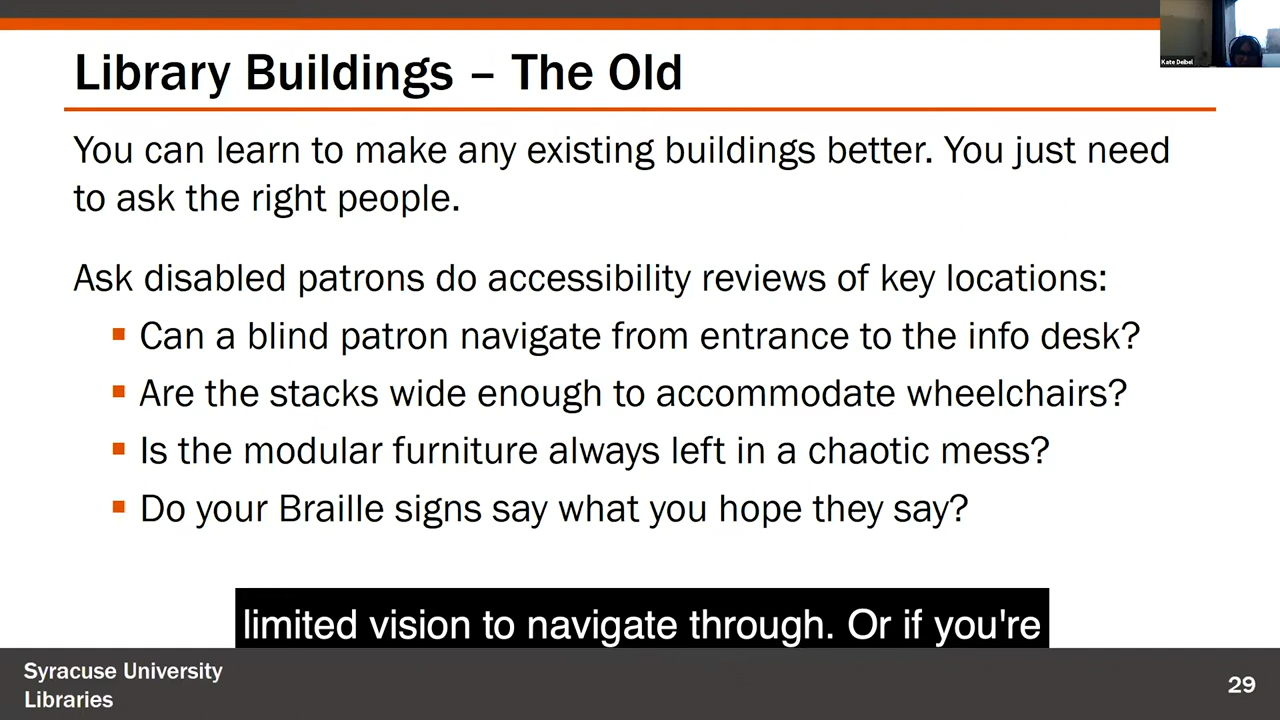 Kate Deibel
Library Buildings – The Old
You can learn to make any existing buildings better. You just need
to ask the right people.
Ask disabled patrons do accessibility reviews of key locations:
▪ Can a blind patron navigate from entrance to the info desk?
▪ Are the stacks wide enough to accommodate wheelchairs?
▪ Is the modular furniture always left in a chaotic mess?
▪ Do your Braille signs say what you hope they say?
limited vision to navigate through. Or if you're
Syracuse University
Libraries
29